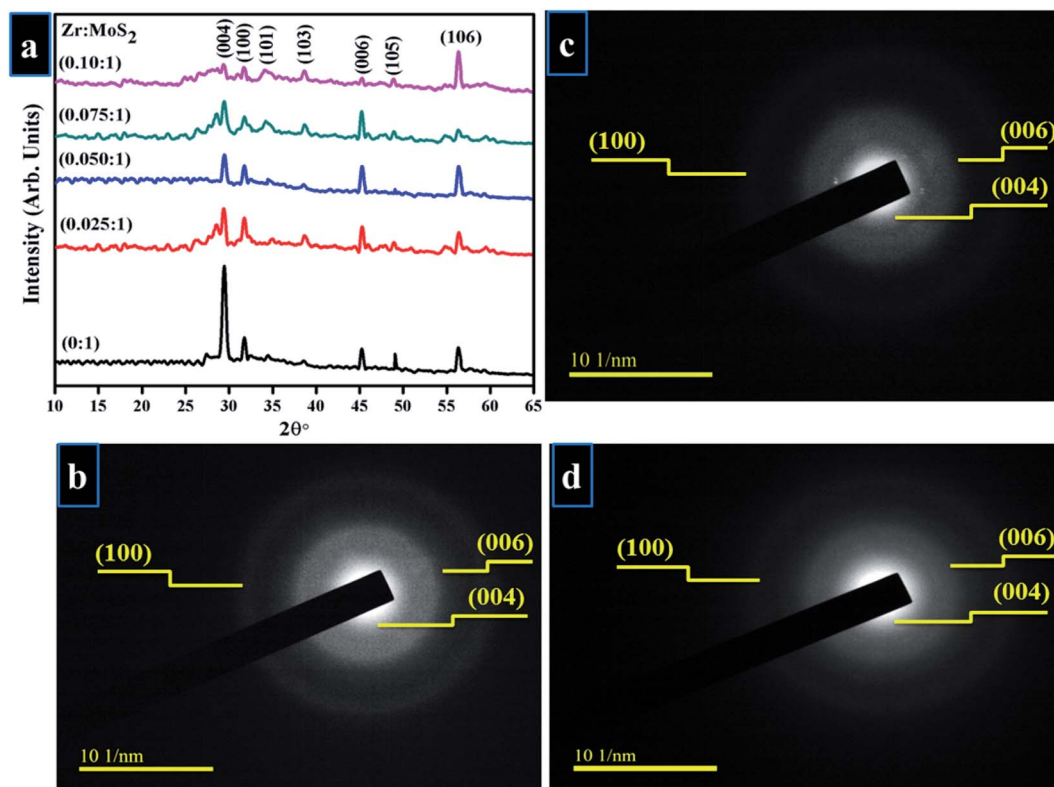 a
Zr:MoS₂
(004)
(100)
(101)
(103)
(006)
(105)
(106)
(0.10:1)
(0.075:1)
(0.050:1)
(0.025:1)
(0:1)
Intensity (Arb. Units)
10 15 20 25 30 35 40 45 50 55 60 65
2θ°
c
(100)
(006)
(004)
10 1/nm
b
(100)
(006)
(004)
10 1/nm
d
(100)
(006)
(004)
10 1/nm